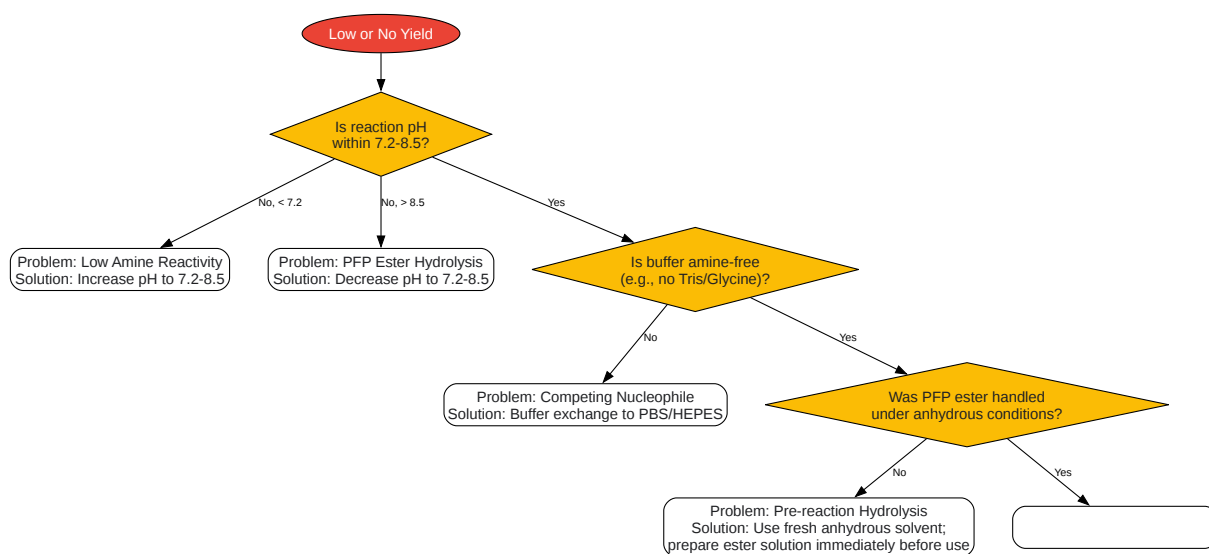 Low or No Yield
Is reaction pH
within 7.2-8.5?
No, < 7.2
No, > 8.5
Yes
Problem: Low Amine Reactivity
Solution: Increase pH to 7.2-8.5
Problem: PFP Ester Hydrolysis
Solution: Decrease pH to 7.2-8.5
Is buffer amine-free
(e.g., no Tris/Glycine)?
No
Yes
Problem: Competing Nucleophile
Solution: Buffer exchange to PBS/HEPES
Was PFP ester handled
under anhydrous conditions?
No
Yes
Problem: Pre-reaction Hydrolysis
Solution: Use fresh anhydrous solvent;
prepare ester solution immediately before use